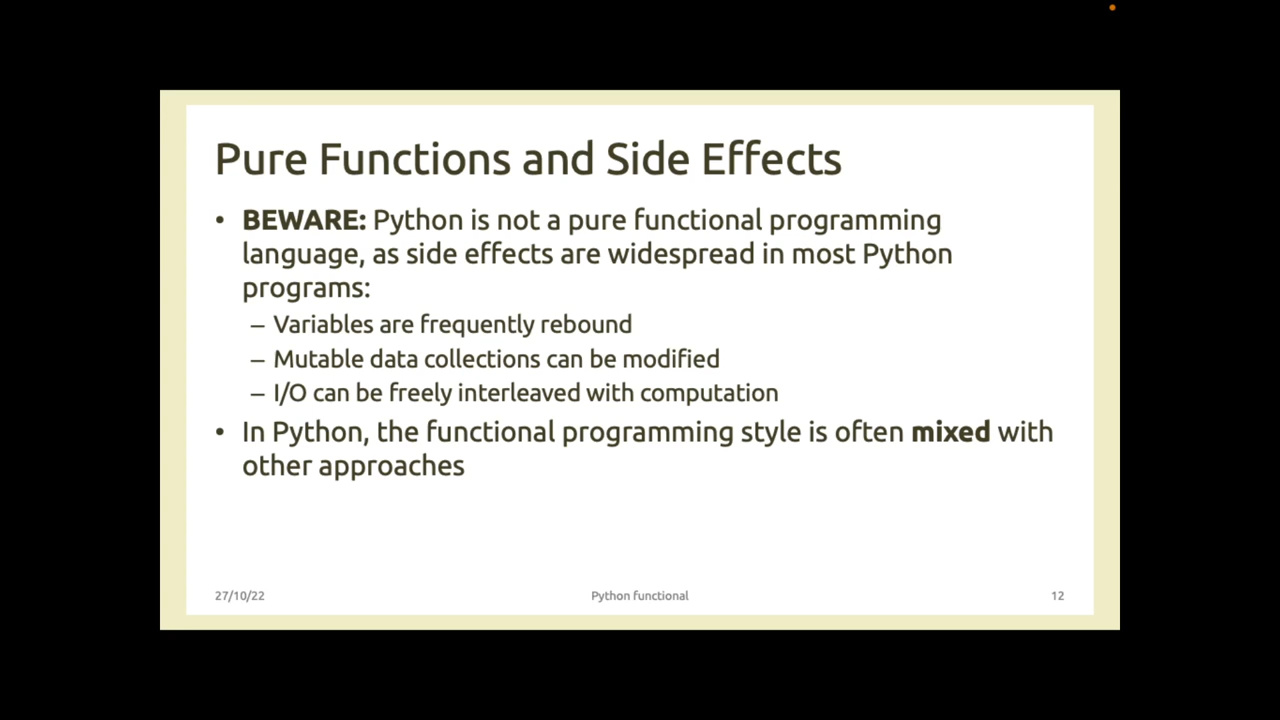 Pure Functions and Side Effects
• BEWARE: Python is not a pure functional programming
language, as side effects are widespread in most Python
programs:
– Variables are frequently rebound
– Mutable data collections can be modified
– I/O can be freely interleaved with computation
• In Python, the functional programming style is often mixed with
other approaches
27/10/22 Python functional 12